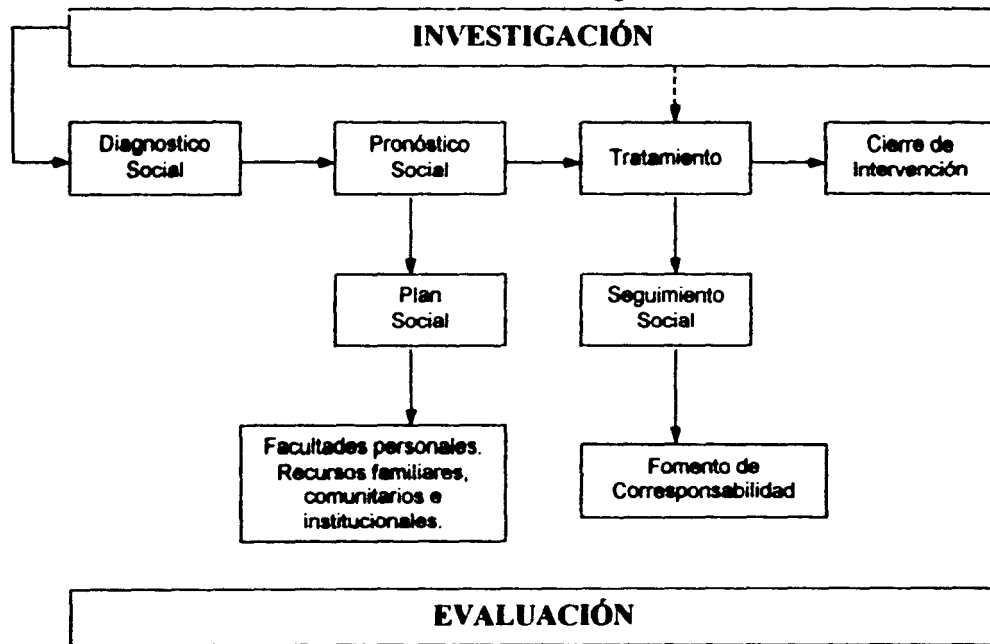 INVESTIGACIÓN
Diagnostico
Social
Pronóstico
Social
Tratamiento
Cierre de
Intervención
Plan
Social
Seguimiento
Social
Facultades personales.
Recursos familiares,
comunitarios e
institucionales.
Fomento de
Corresponsabilidad
EVALUACIÓN